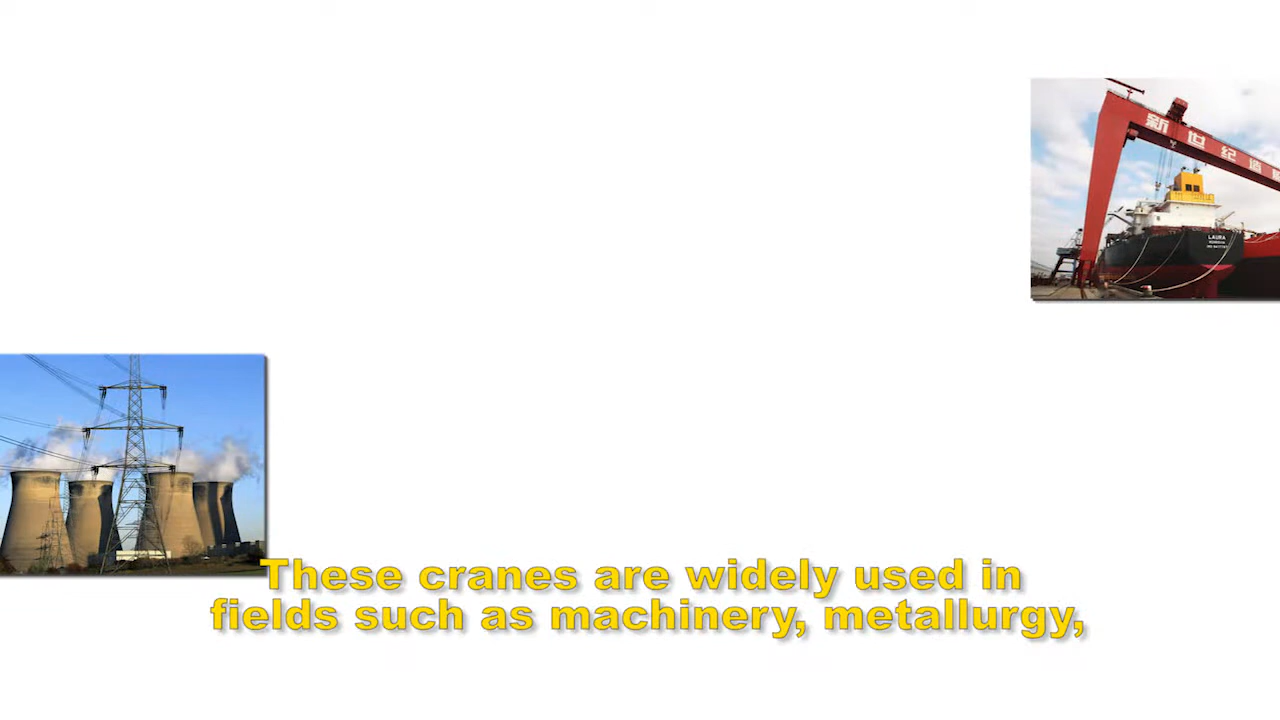 新世纪造
LAURA
These cranes are widely used in
fields such as machinery, metallurgy,